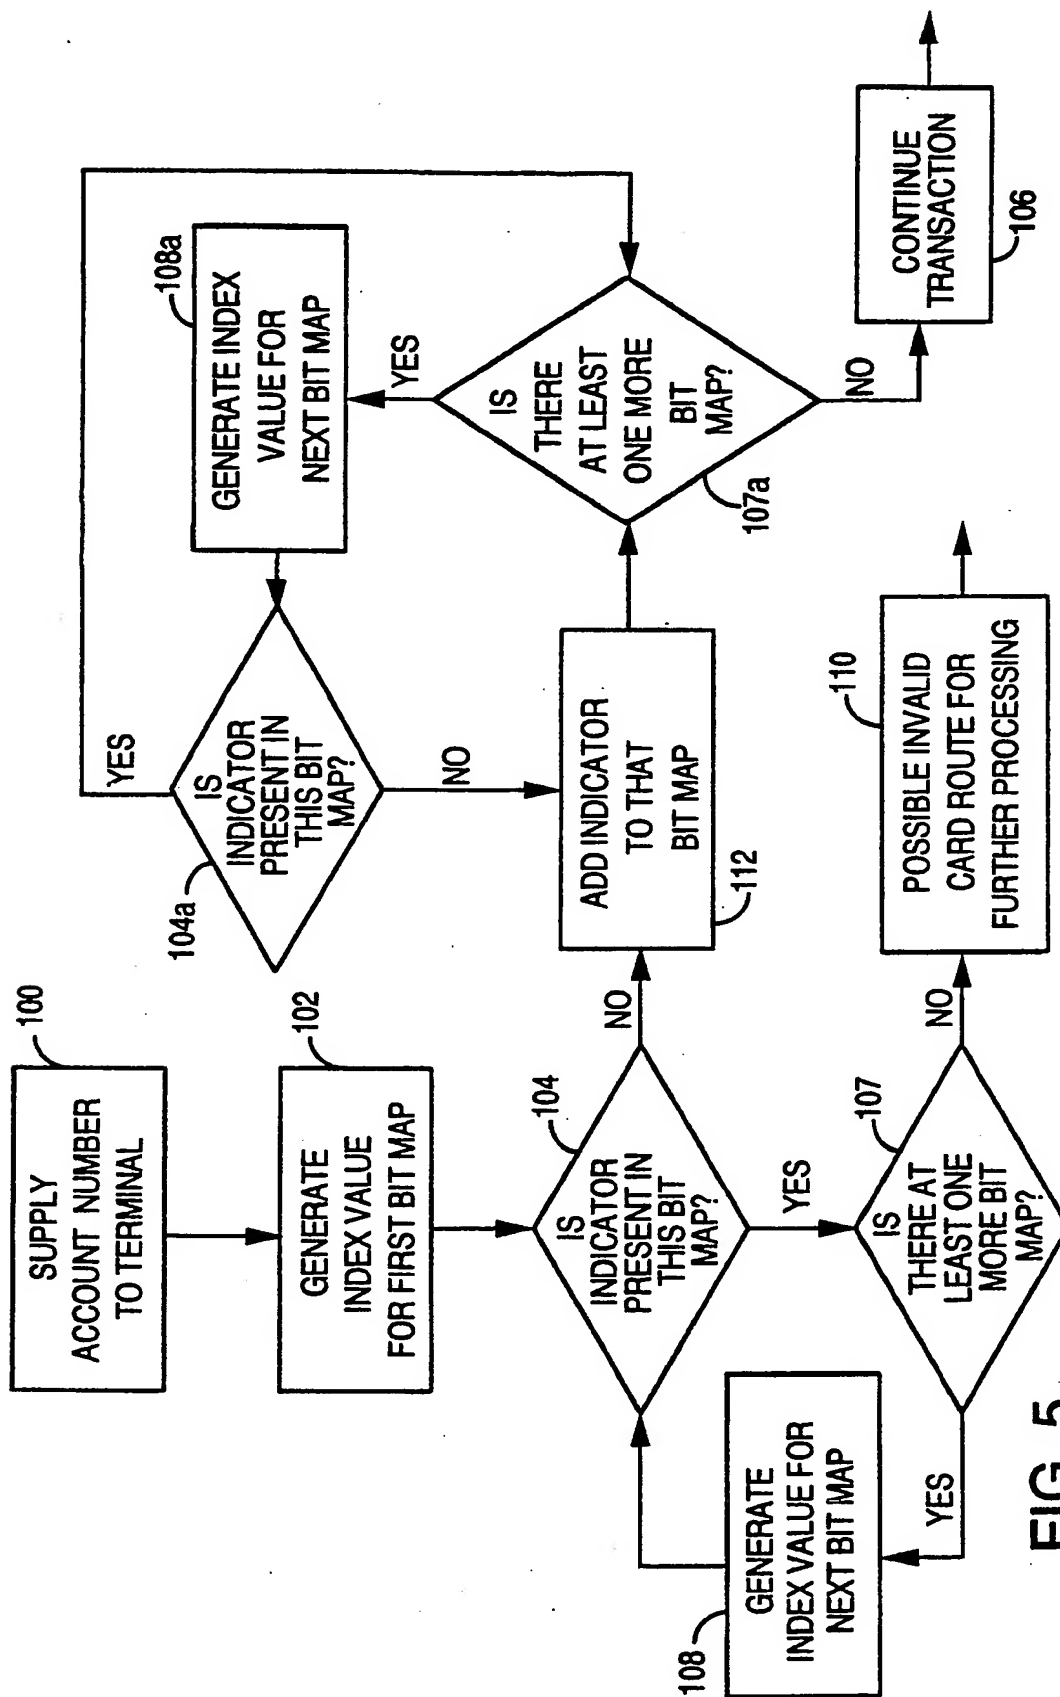 100
SUPPLY
ACCOUNT NUMBER
TO TERMINAL
102
GENERATE
INDEX VALUE
FOR FIRST BIT MAP
104
IS
INDICATOR
PRESENT IN
THIS BIT
MAP?
NO
YES
107
IS
THERE AT
LEAST ONE
MORE BIT
MAP?
NO
YES
108
GENERATE
INDEX VALUE FOR
NEXT BIT MAP
110
POSSIBLE INVALID
CARD ROUTE FOR
FURTHER PROCESSING
112
ADD INDICATOR
TO THAT
BIT MAP
104a
IS
INDICATOR
PRESENT IN
THIS BIT
MAP?
YES
NO
108a
GENERATE INDEX
VALUE FOR
NEXT BIT MAP
YES
107a
IS
THERE
AT LEAST
ONE MORE
BIT
MAP?
NO
CONTINUE
TRANSACTION
106
FIG. 5